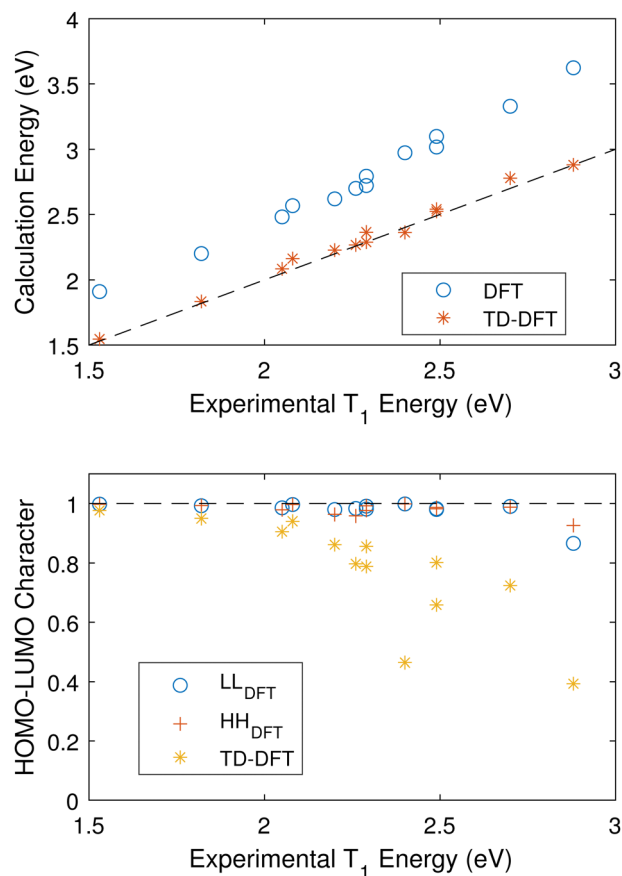 4
3.5
3
2.5
2
1.5
Calculation Energy (eV)
DFT
TD-DFT
1.5 2 2.5 3
Experimental T₁ Energy (eV)
1
0.8
0.6
0.4
0.2
0
HOMO-LUMO Character
LL_DFT
HH_DFT
TD-DFT
1.5 2 2.5 3
Experimental T₁ Energy (eV)